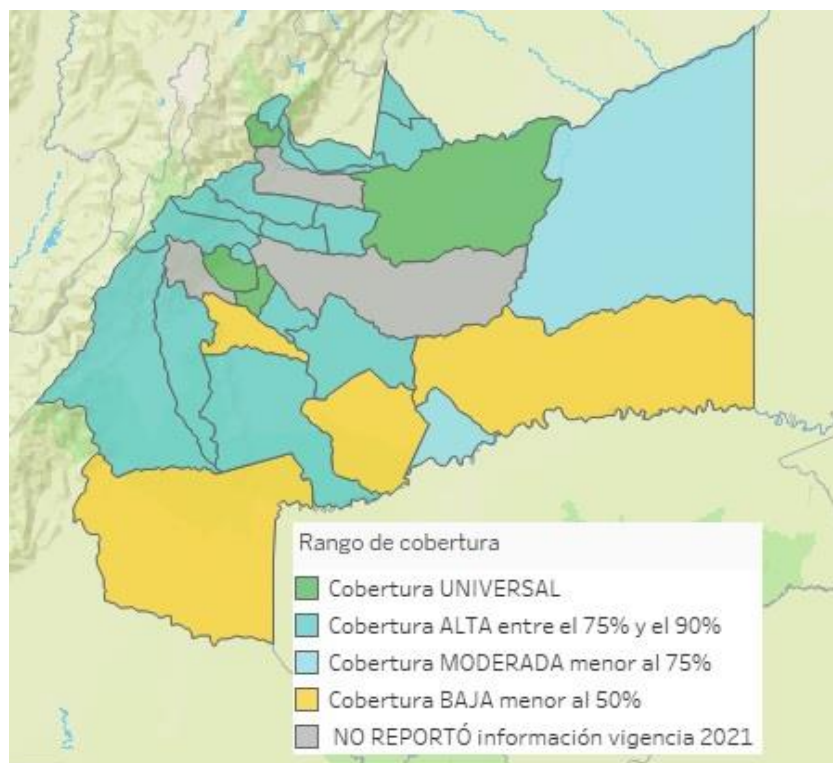 Rango de cobertura
Cobertura UNIVERSAL
Cobertura ALTA entre el 75% y el 90%
Cobertura MODERADA menor al 75%
Cobertura BAJA menor al 50%
NO REPORTÓ información vigencia 2021